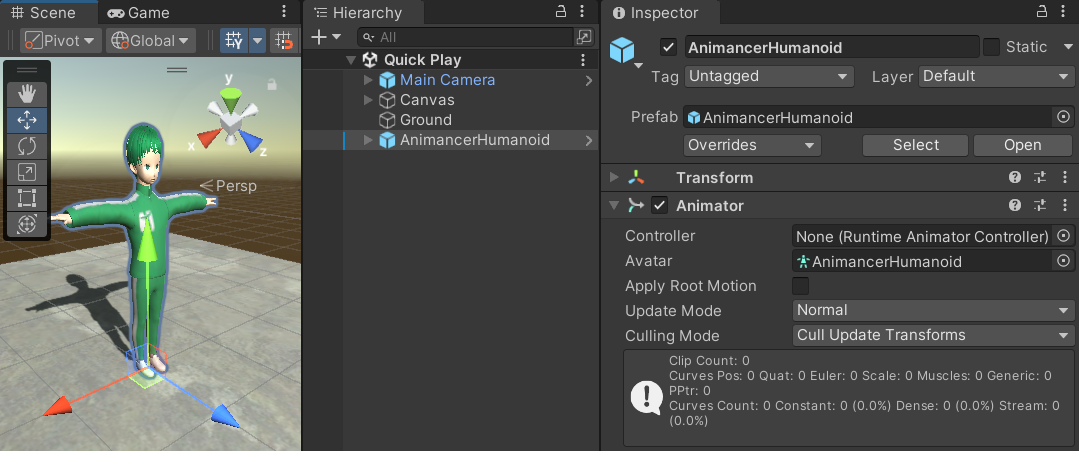 Scene
Game
Pivot
Global
y
x
z
Persp
Hierarchy
All
Quick Play
Main Camera
Canvas
Ground
AnimancerHumanoid
Inspector
AnimancerHumanoid
Static
Tag Untagged
Layer Default
Prefab AnimancerHumanoid
Overrides Select Open
Transform
Animator
Controller None (Runtime Animator Controller)
Avatar AnimancerHumanoid
Apply Root Motion
Update Mode Normal
Culling Mode Cull Update Transforms
Clip Count: 0
Curves Pos: 0 Quat: 0 Euler: 0 Scale: 0 Muscles: 0 Generic: 0
PPtr: 0
Curves Count: 0 Constant: 0 (0.0%) Dense: 0 (0.0%) Stream: 0
(0.0%)